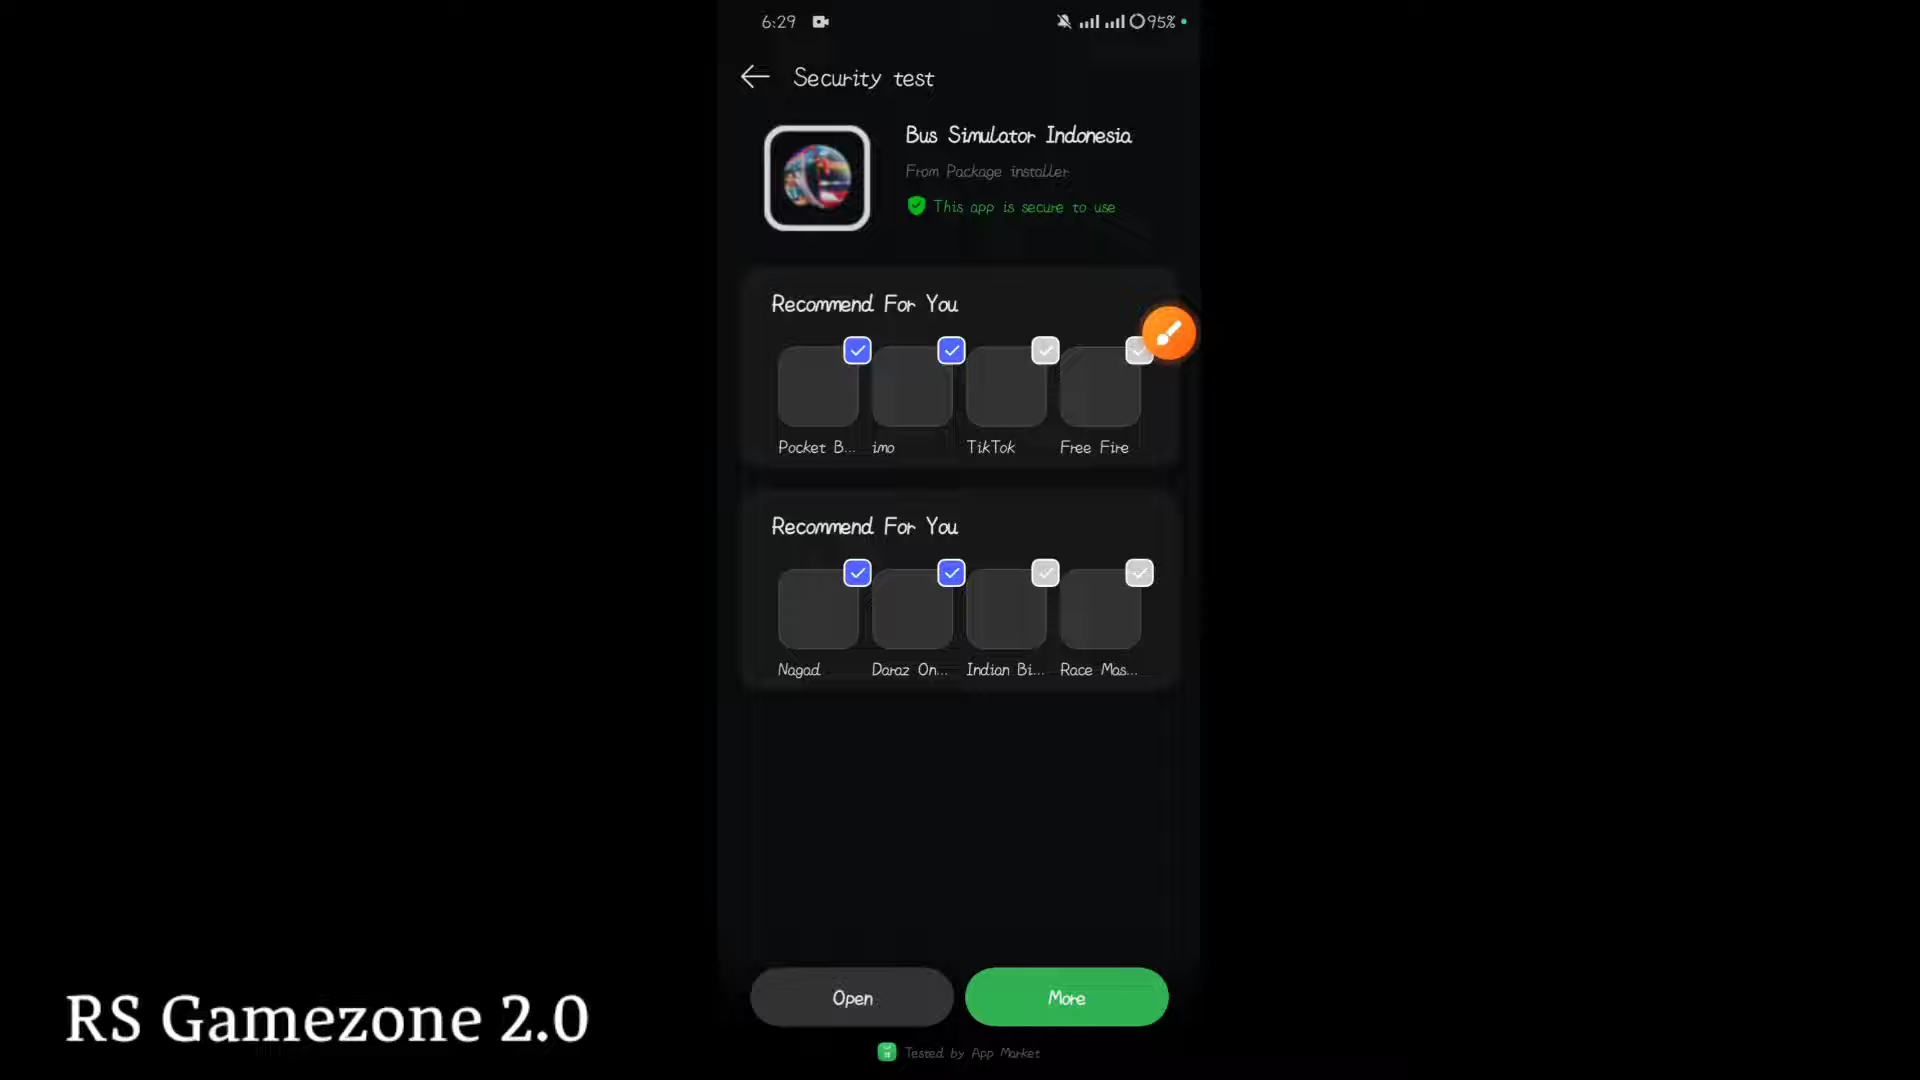 6:29
95%
Security test
Bus Simulator Indonesia
From Package installer
This app is secure to use
Recommend For You
Pocket B... imo TikTok Free Fire
Recommend For You
Nagad Daraz On... Indian Bi... Race Mas...
Open More
Tested by App Market
RS Gamezone 2.0